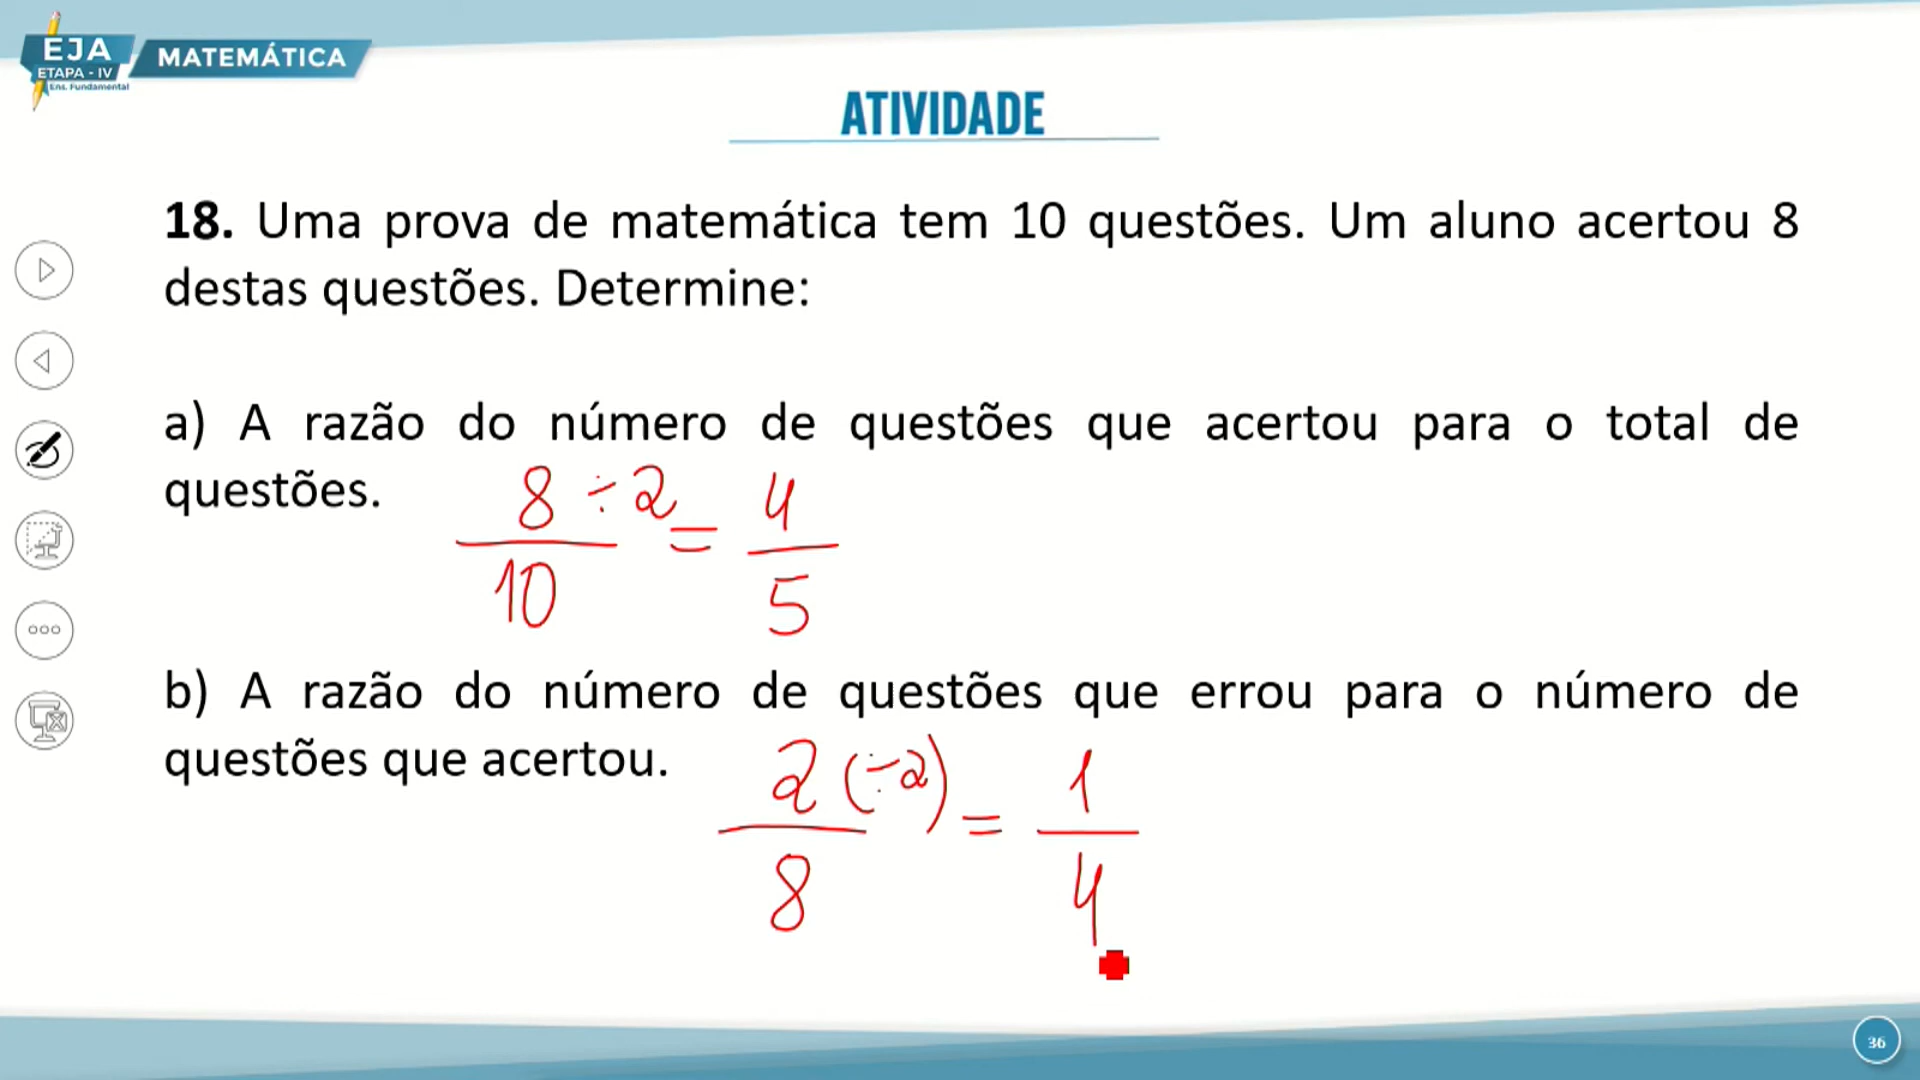 EJA
ETAPA - IV
Ens. Fundamental
MATEMÁTICA
ATIVIDADE
18. Uma prova de matemática tem 10 questões. Um aluno acertou 8
destas questões. Determine:
a) A razão do número de questões que acertou para o total de
questões.
8 ÷ 2 = 4
10 5
b) A razão do número de questões que errou para o número de
questões que acertou.
2 (÷2) = 1
8 4
36